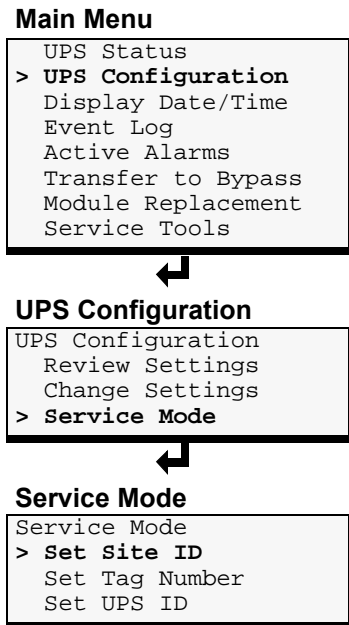 Main Menu
UPS Status
> UPS Configuration
Display Date/Time
Event Log
Active Alarms
Transfer to Bypass
Module Replacement
Service Tools
UPS Configuration
UPS Configuration
Review Settings
Change Settings
> Service Mode
Service Mode
Service Mode
> Set Site ID
Set Tag Number
Set UPS ID